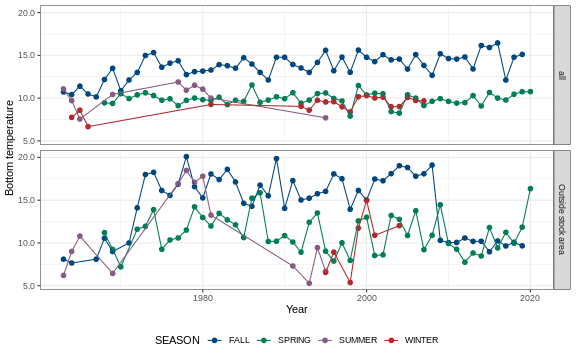 20.0
15.0
10.0
5.0
all
20.0
15.0
10.0
5.0
Outside stock area
Bottom temperature
1980
2000
2020
Year
SEASON FALL SPRING SUMMER WINTER